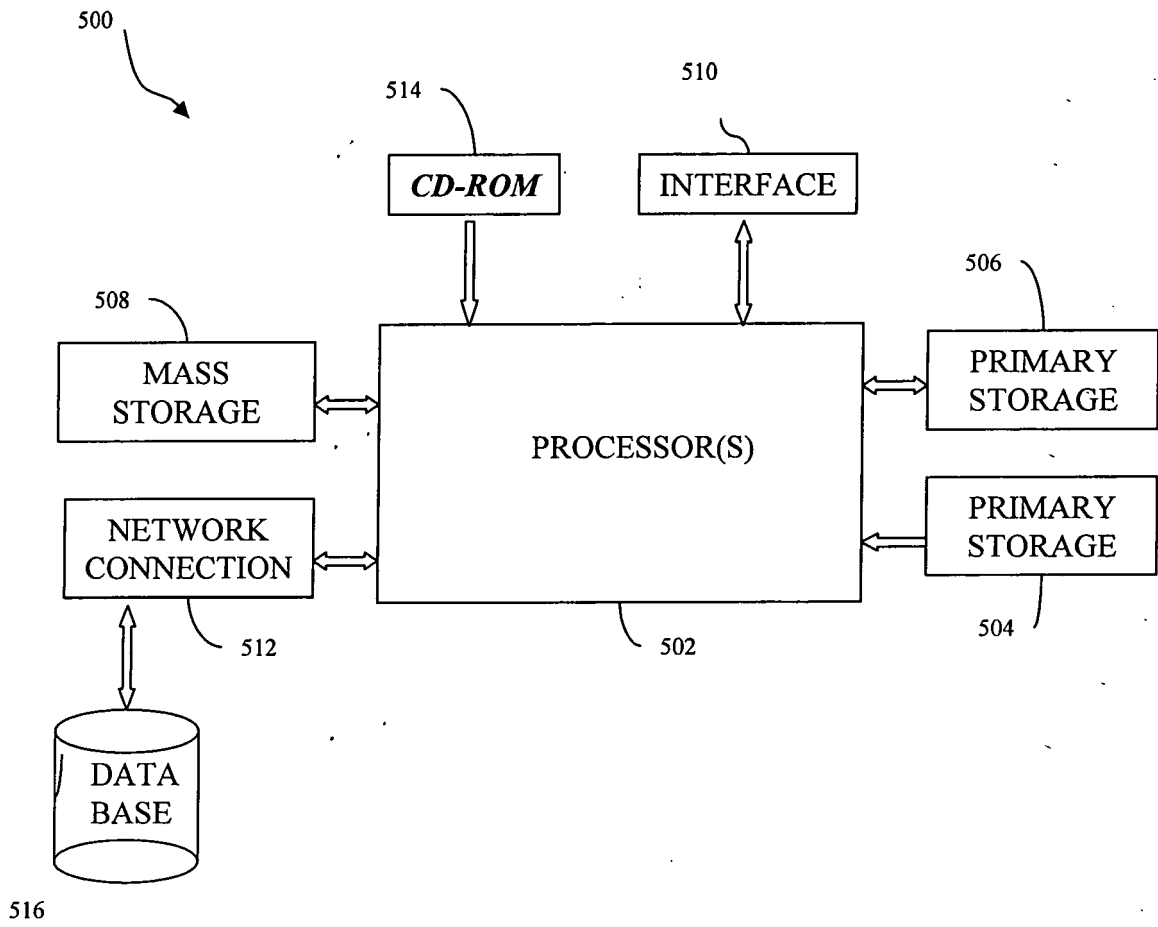 500
514
510
CD-ROM
INTERFACE
506
508
MASS
STORAGE
PRIMARY
STORAGE
PROCESSOR(S)
NETWORK
CONNECTION
PRIMARY
STORAGE
512
502
504
DATA
BASE
516